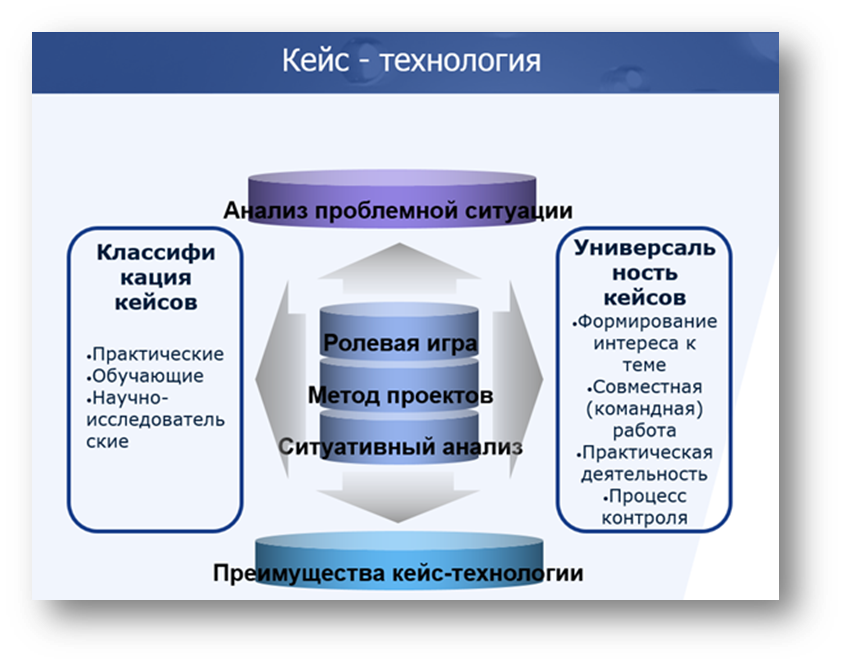 Кейс - технология
Анализ проблемной ситуации
Классифи
кация
кейсов
•Практические
•Обучающие
•Научно-
исследователь
ские
Ролевая игра
Метод проектов
Ситуативный анализ
Универсаль
ность
кейсов
•Формирование
интереса к
теме
•Совместная
(командная)
работа
•Практическая
деятельность
•Процесс
контроля
Преимущества кейс-технологии